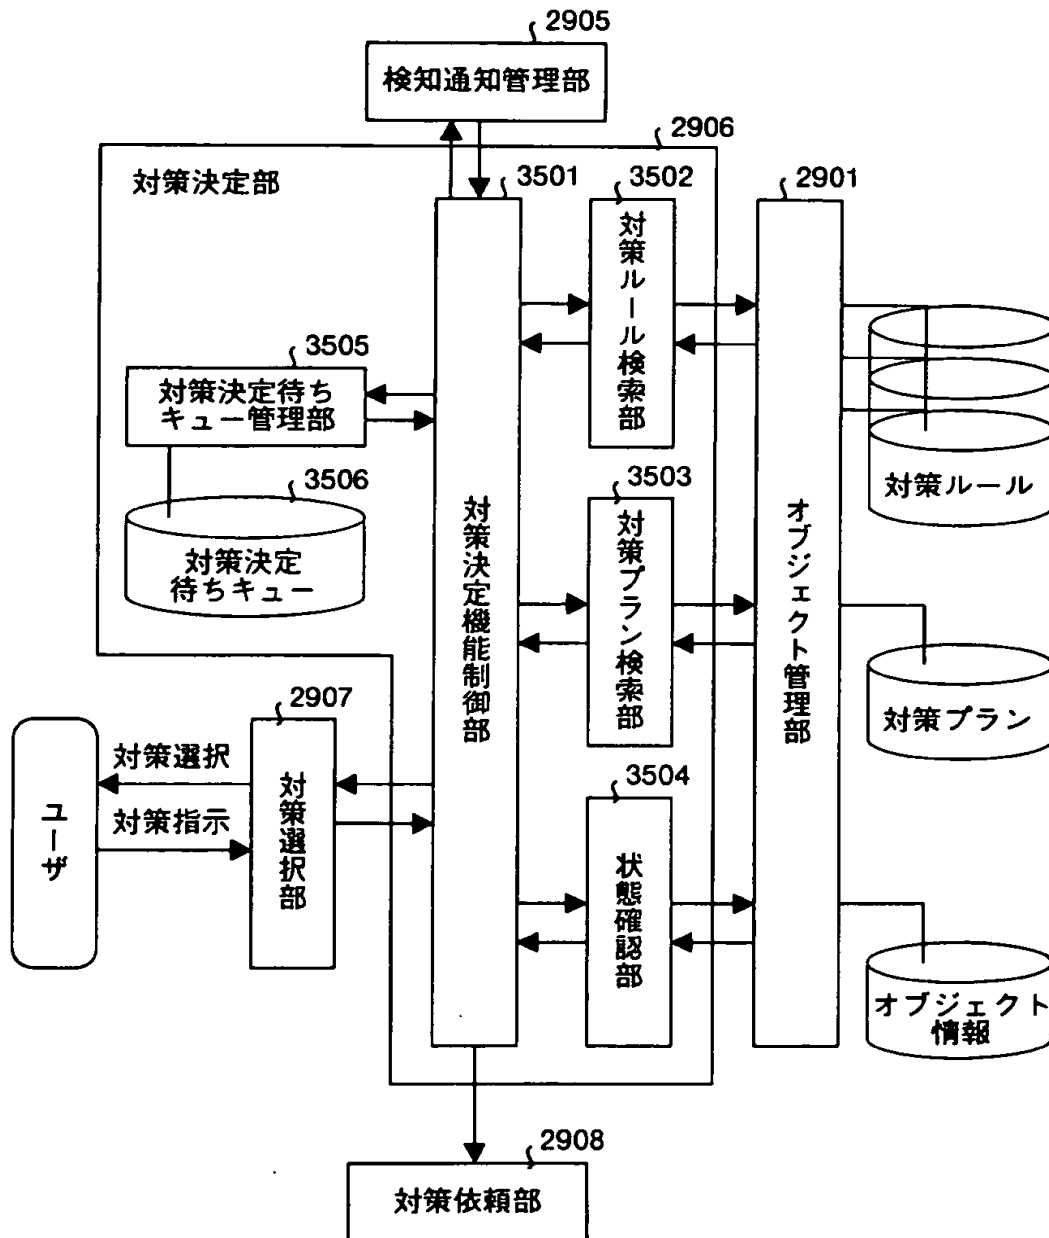 2905
検知通知管理部
2906
対策決定部
3501
3502
2901
対策ルール検索部
3505
対策決定待ち
キュー管理部
対策ルール
3506
対策決定
待ちキュー
3503
対策決定機能制御部
対策プラン検索部
オブジェクト管理部
対策プラン
2907
対策選択
対策指示
ユーザ
対策選択部
3504
状態確認部
オブジェクト
情報
2908
対策依頼部